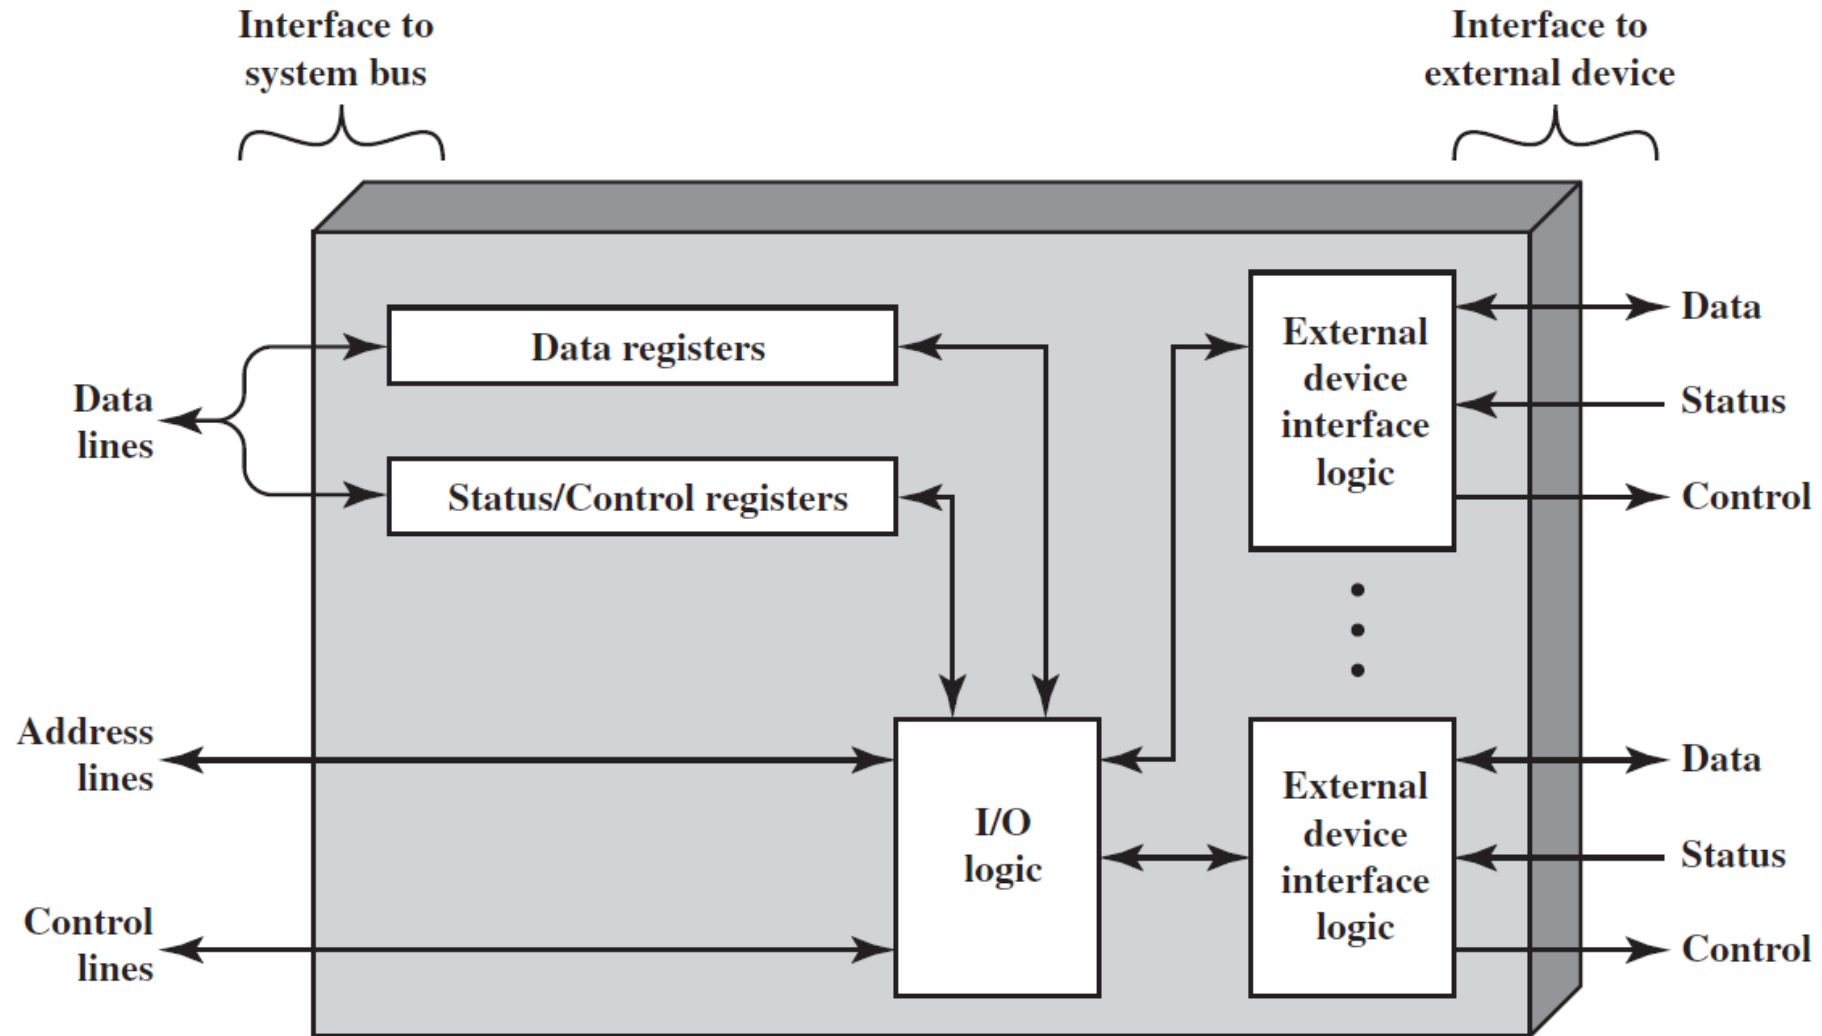 Interface to
system bus
Interface to
external device
Data registers
Status/Control registers
Data
lines
Address
lines
Control
lines
I/O
logic
External
device
interface
logic
Data
Status
Control
External
device
interface
logic
Data
Status
Control